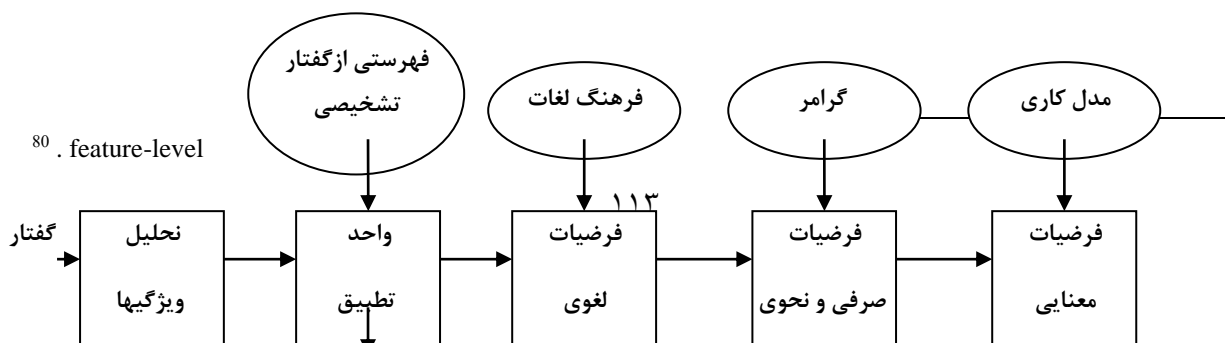 فهرستی ازگفتار
تشخیصی
فرهنگ لغات
گرامر
مدل کاری
80 . feature-level
۱۱۳
گفتار
نحلیل
ویژگیها
واحد
تطبیق
فرضیات
لغوی
فرضیات
صرفی و نحوی
فرضیات
معنایی